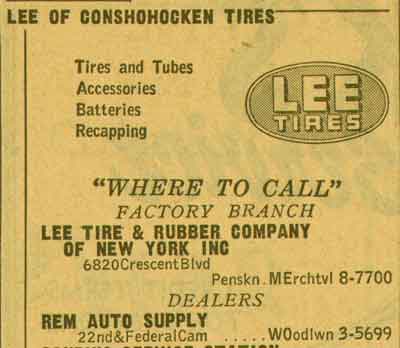 LEE OF CONSHOHOCKEN TIRES
Tires and Tubes
Accessories
Batteries
Recapping
LEE
TIRES
"WHERE TO CALL"
FACTORY BRANCH
LEE TIRE & RUBBER COMPANY
OF NEW YORK INC
6820CrescentBlvd
Penskn.MErchtvl 8-7700
DEALERS
REM AUTO SUPPLY
22nd&FederalCam .....WOodlwn 3-5699